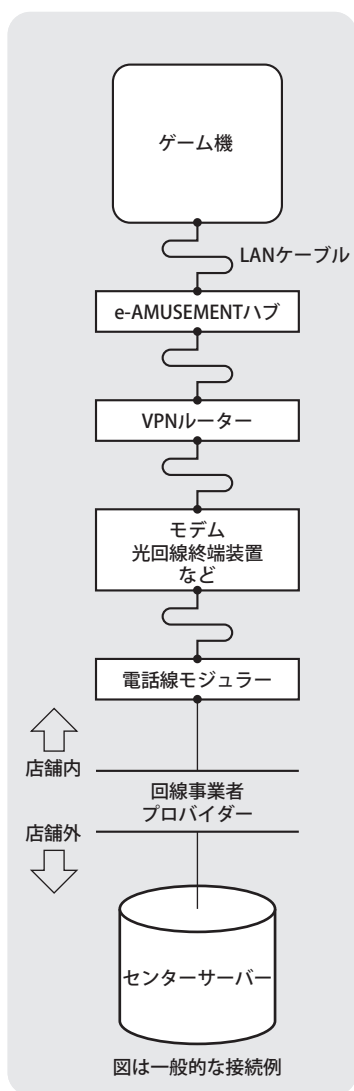 ゲーム機
LANケーブル
e-AMUSEMENTハブ
VPNルーター
モデム
光回線終端装置
など
電話線モジュラー
店舗内
回線事業者
プロバイダー
店舗外
センターサーバー
図は一般的な接続例